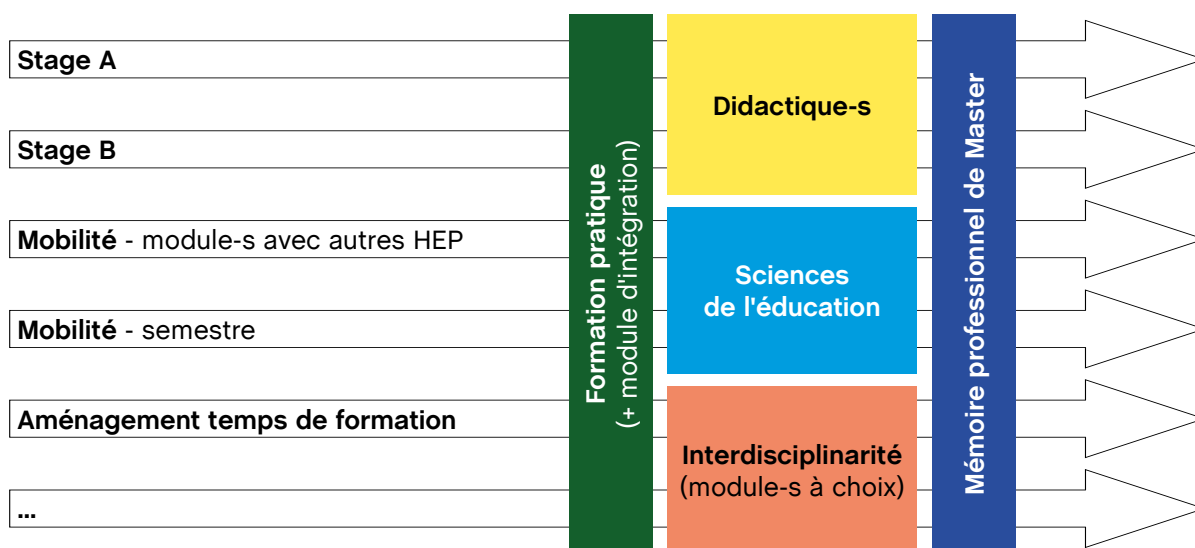 Stage A
Stage B
Mobilité - module-s avec autres HEP
Mobilité - semestre
Aménagement temps de formation
...
Formation pratique
(+ module d'intégration)
Didactique-s
Sciences
de l'éducation
Interdisciplinarité
(module-s à choix)
Mémoire professionnel de Master